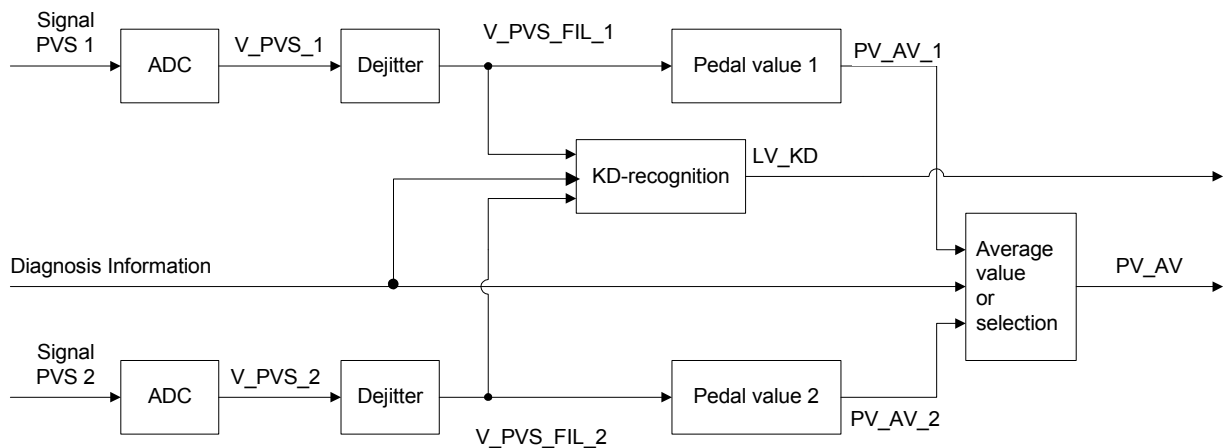 Signal
PVS 1
ADC
V_PVS_1
Dejitter
V_PVS_FIL_1
Pedal value 1
PV_AV_1
KD-recognition
LV_KD
Diagnosis Information
Average
value
or
selection
PV_AV
Signal
PVS 2
ADC
V_PVS_2
Dejitter
V_PVS_FIL_2
Pedal value 2
PV_AV_2